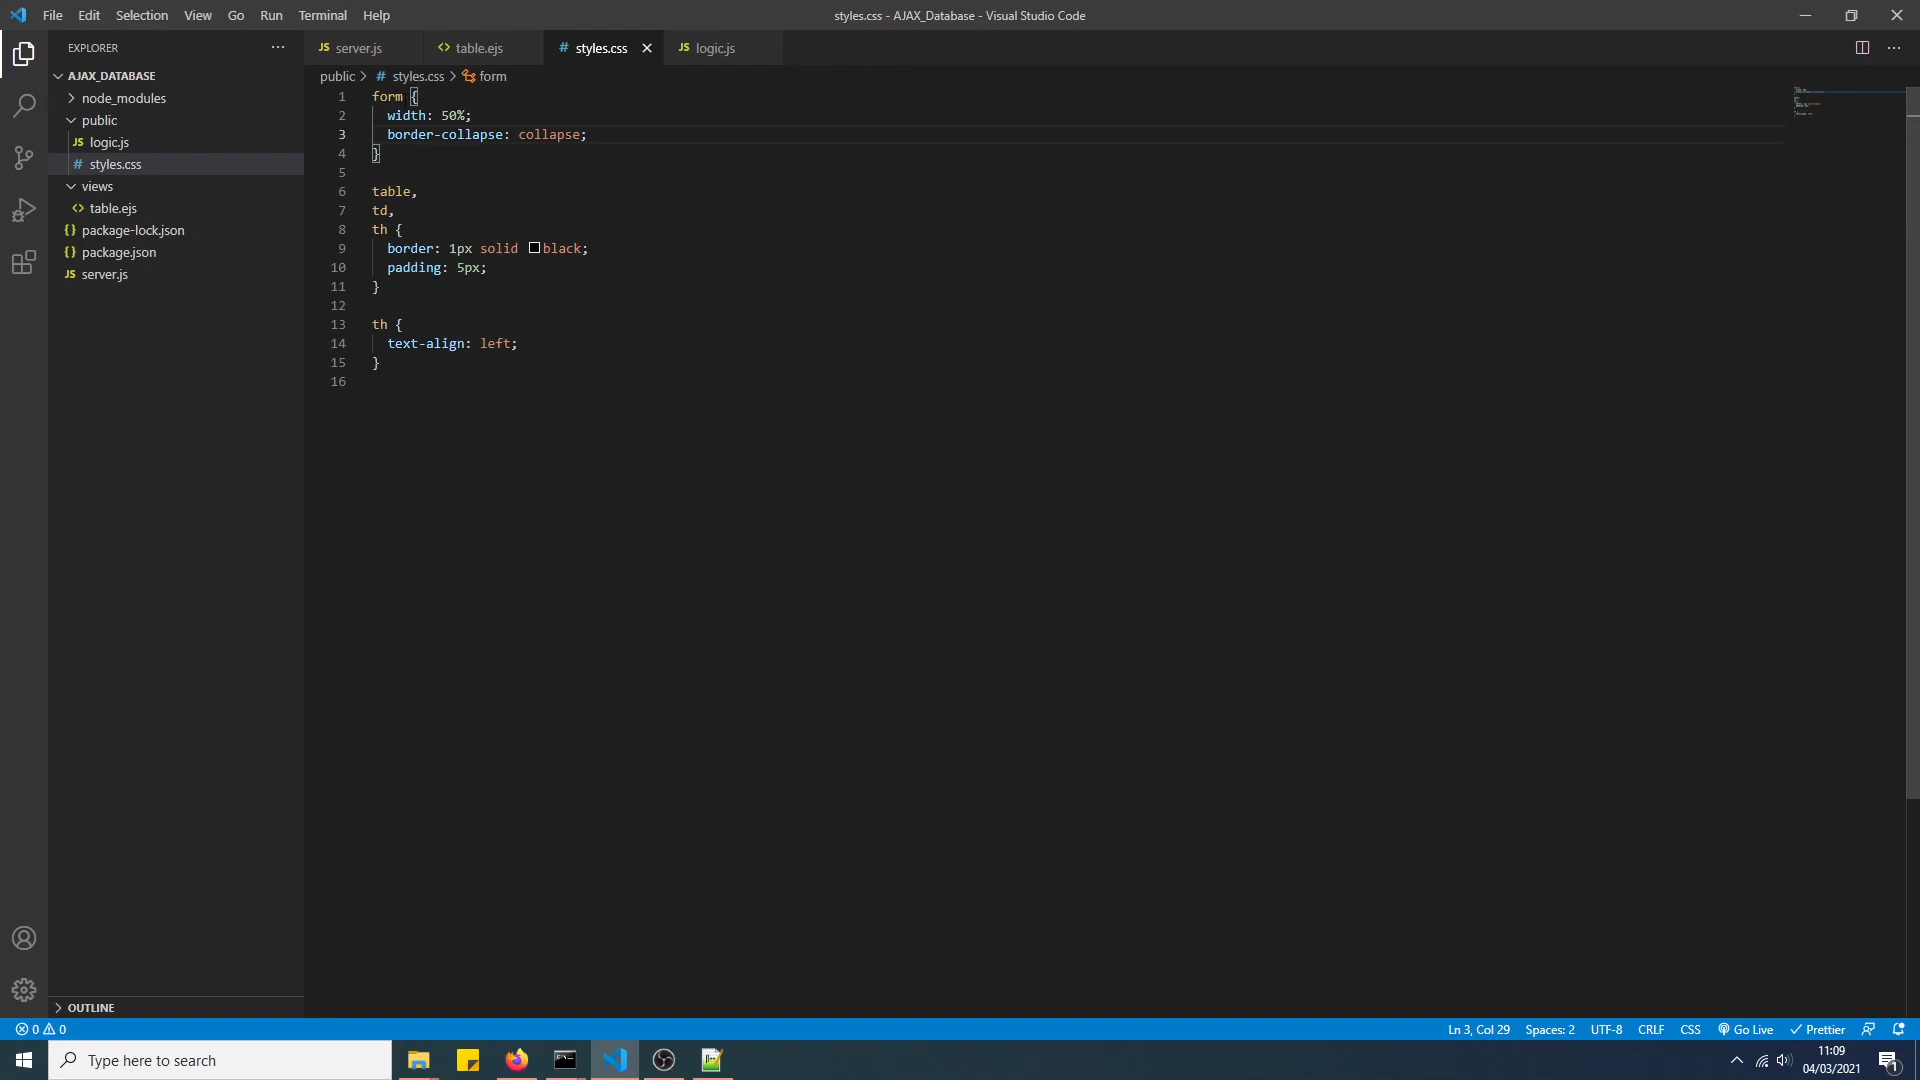 File Edit Selection View Go Run Terminal Help
styles.css - AJAX_Database - Visual Studio Code
EXPLORER
AJAX_DATABASE
node_modules
public
JS logic.js
# styles.css
views
<> table.ejs
{} package-lock.json
{} package.json
JS server.js
OUTLINE
JS server.js
<> table.ejs
# styles.css
JS logic.js
public > # styles.css > form
1 form {
2 width: 50%;
3 border-collapse: collapse;
4 }
5
6 table,
7 td,
8 th {
9 border: 1px solid black;
10 padding: 5px;
11 }
12
13 th {
14 text-align: left;
15 }
16
0 0
Ln 3, Col 29 Spaces: 2 UTF-8 CRLF CSS Go Live Prettier
Type here to search
11:09
04/03/2021
1